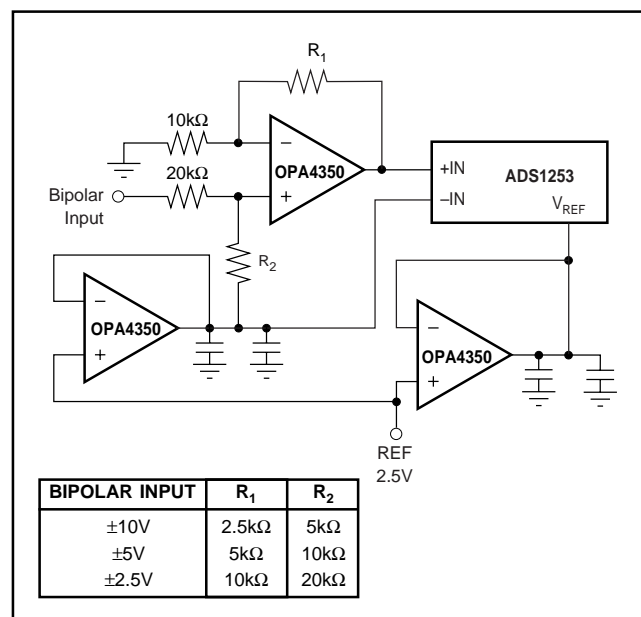 R1
10kΩ
20kΩ
Bipolar
Input
−
+
OPA4350
+IN
−IN
ADS1253
VREF
R2
−
+
OPA4350
−
+
OPA4350
REF
2.5V
BIPOLAR INPUT R1 R2
±10V 2.5kΩ 5kΩ
±5V 5kΩ 10kΩ
±2.5V 10kΩ 20kΩ